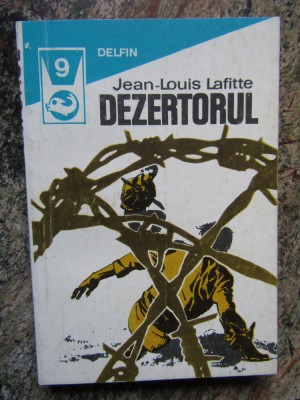 9
DELFIN
Jean-Louis Lafitte
DEZERTORUL